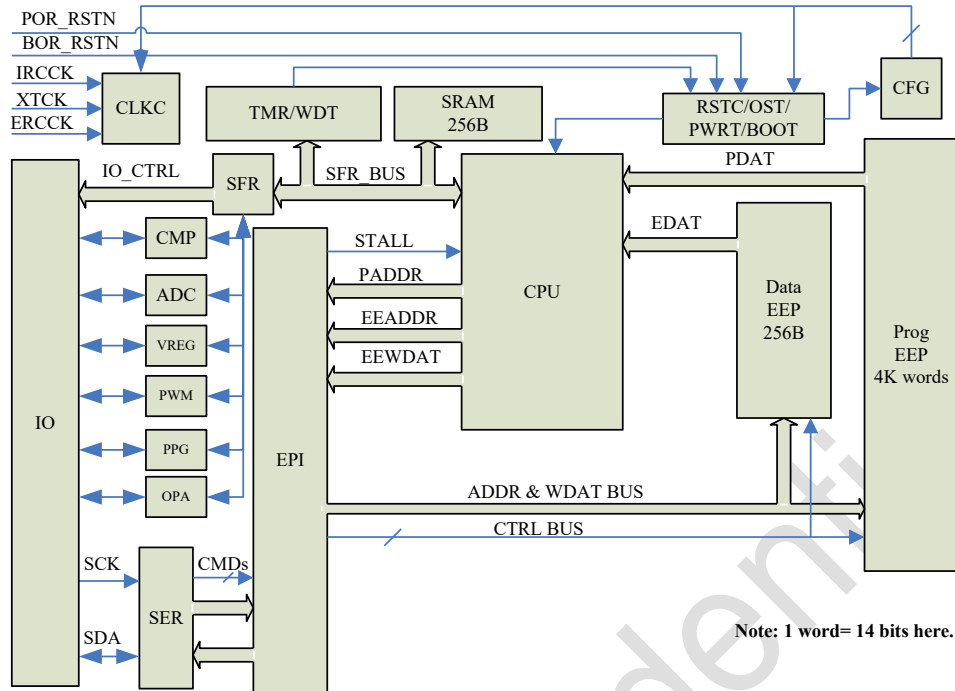 POR_RSTN
BOR_RSTN
IRCCK
XTCK
ERCCK
CLKC
TMR/WDT
SRAM
256B
RSTC/OST/
PWRT/BOOT
CFG
IO_CTRL
SFR
SFR_BUS
PDAT
EDAT
CMP
ADC
VREG
PWM
PPG
OPA
IO
STALL
PADDR
EEADDR
EEWDAT
CPU
Data
EEP
256B
Prog
EEP
4K words
EPI
ADDR & WDAT BUS
CTRL BUS
SCK
CMDs
SER
SDA
Note: 1 word= 14 bits here.
denti